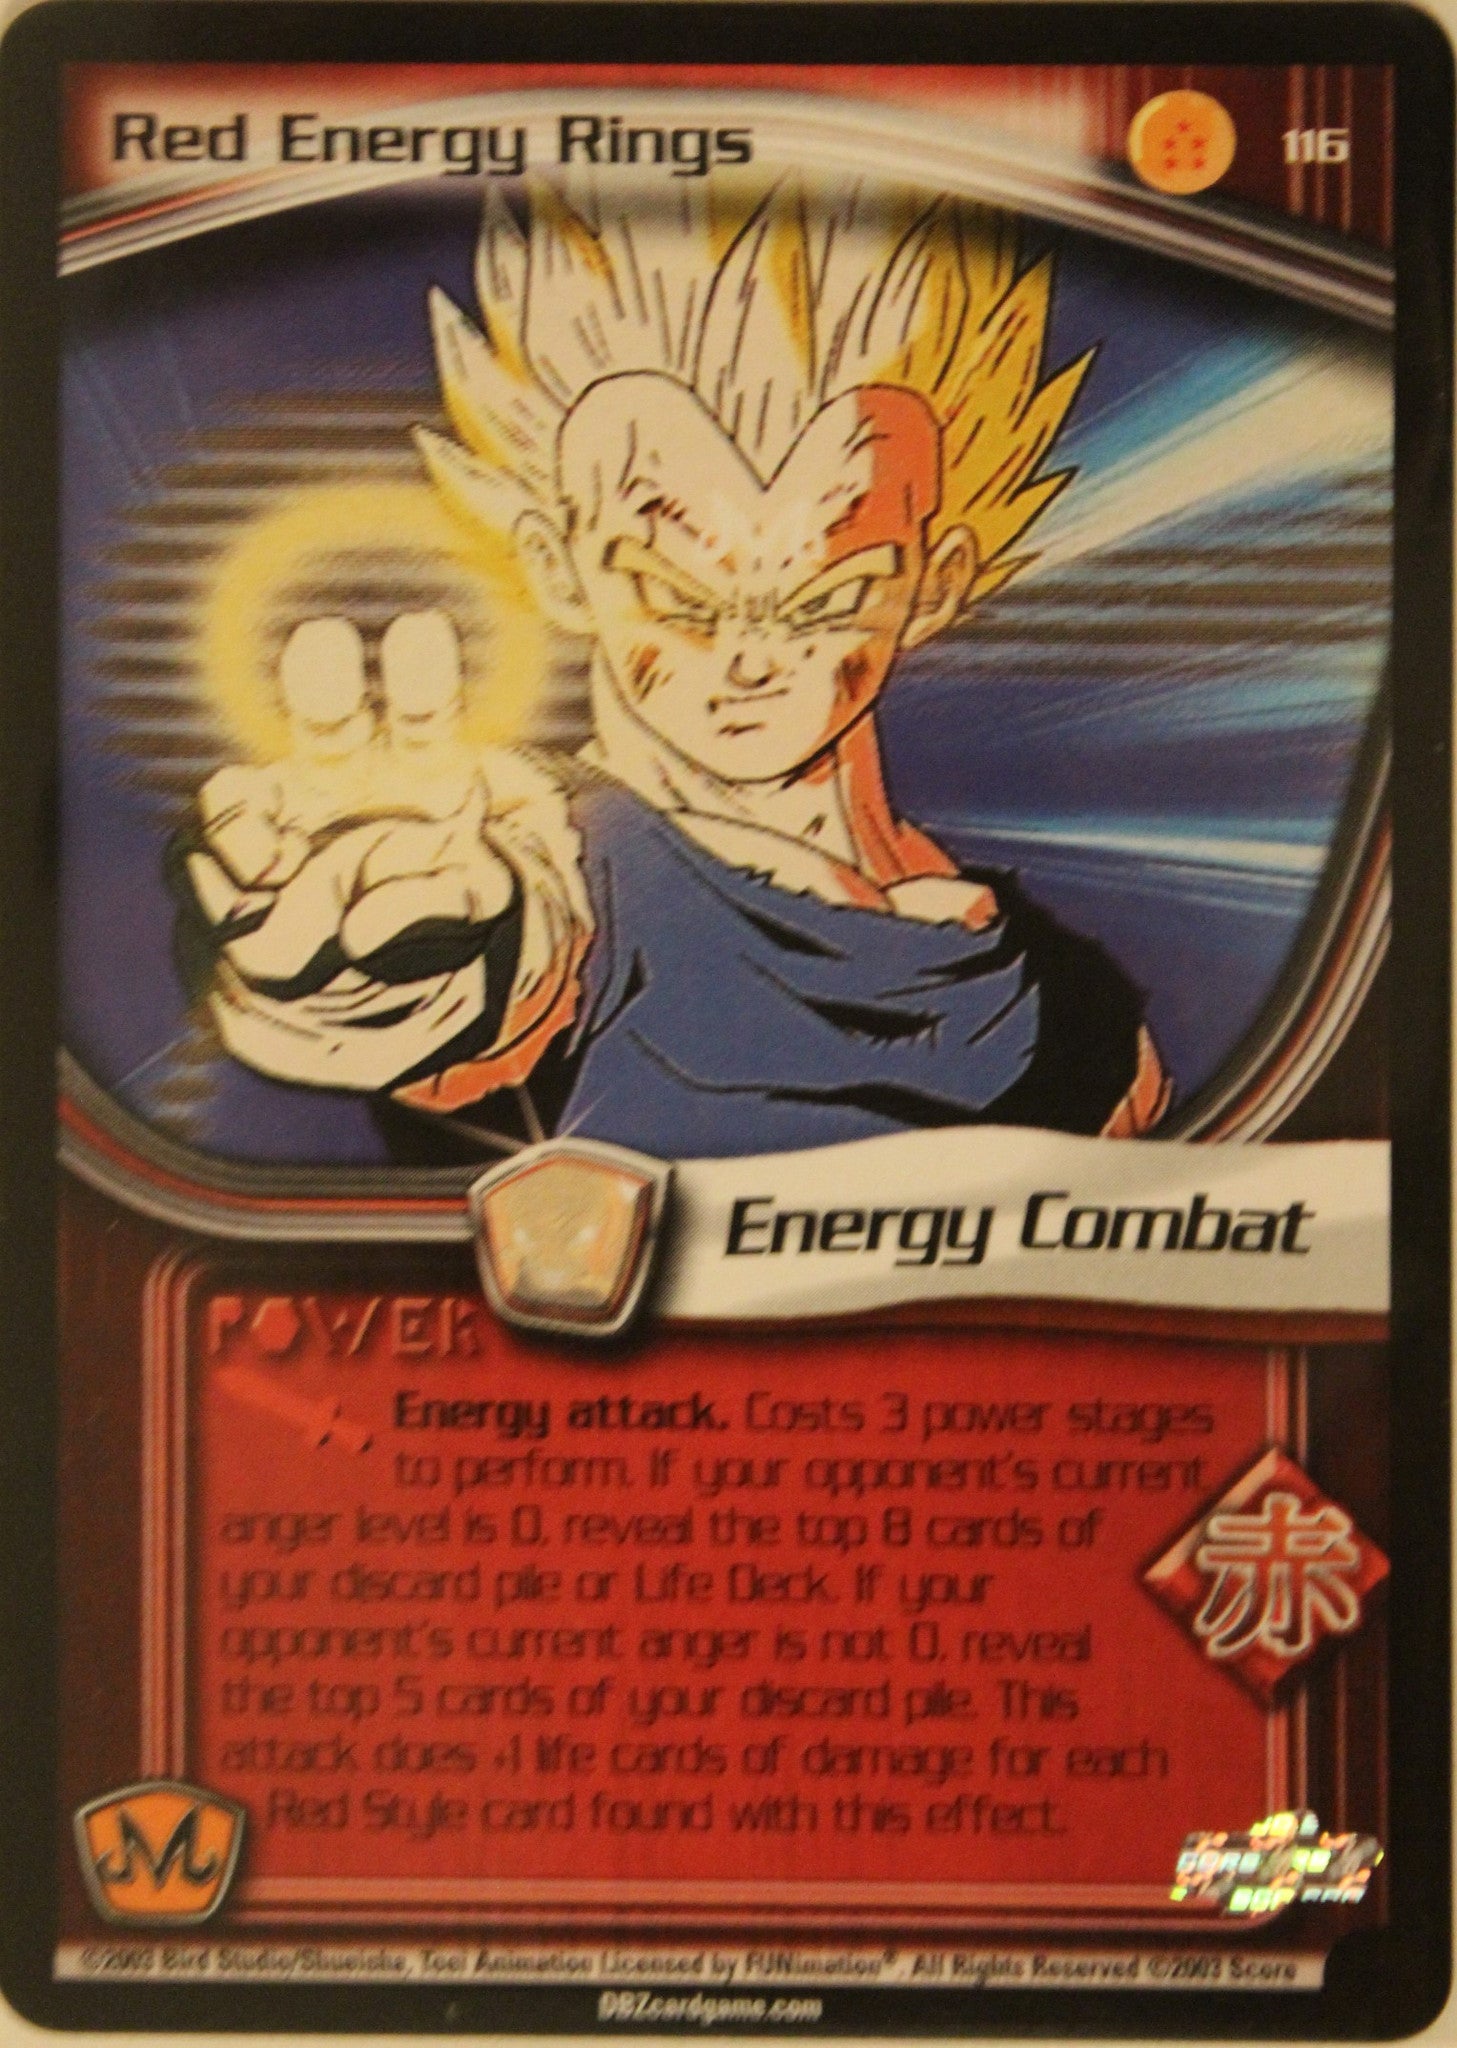 Red Energy Rings
116
Energy Combat
POWER
Energy attack. Costs 3 power stages
to perform. If your opponent's current
anger level is 0, reveal the top 8 cards of
your discard pile or Life Deck. If your
opponent's current anger is not 0, reveal
the top 5 cards of your discard pile. This
attack does +1 life cards of damage for each
Red Style card found with this effect.
赤
M
©2003 Bird Studio/Shueisha, Toei Animation Licensed by FUNimation®. All Rights Reserved ©2003 Score
DBZcardgame.com